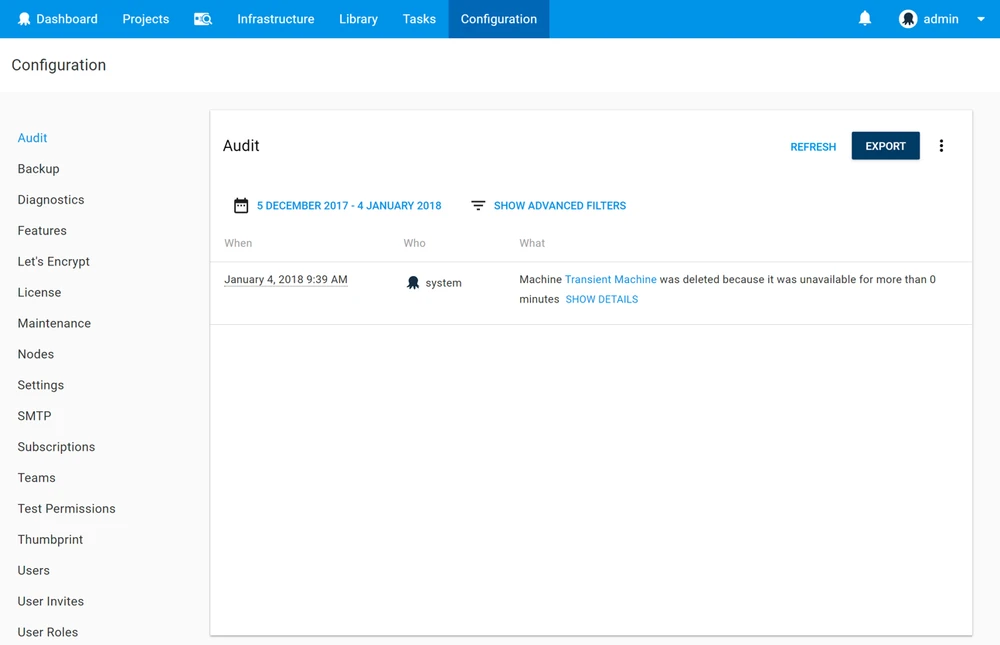 Dashboard Projects Infrastructure Library Tasks Configuration admin
Configuration
Audit
Backup
Diagnostics
Features
Let's Encrypt
License
Maintenance
Nodes
Settings
SMTP
Subscriptions
Teams
Test Permissions
Thumbprint
Users
User Invites
User Roles
Audit REFRESH EXPORT
5 DECEMBER 2017 - 4 JANUARY 2018 SHOW ADVANCED FILTERS
When Who What
January 4, 2018 9:39 AM system Machine Transient Machine was deleted because it was unavailable for more than 0
minutes SHOW DETAILS